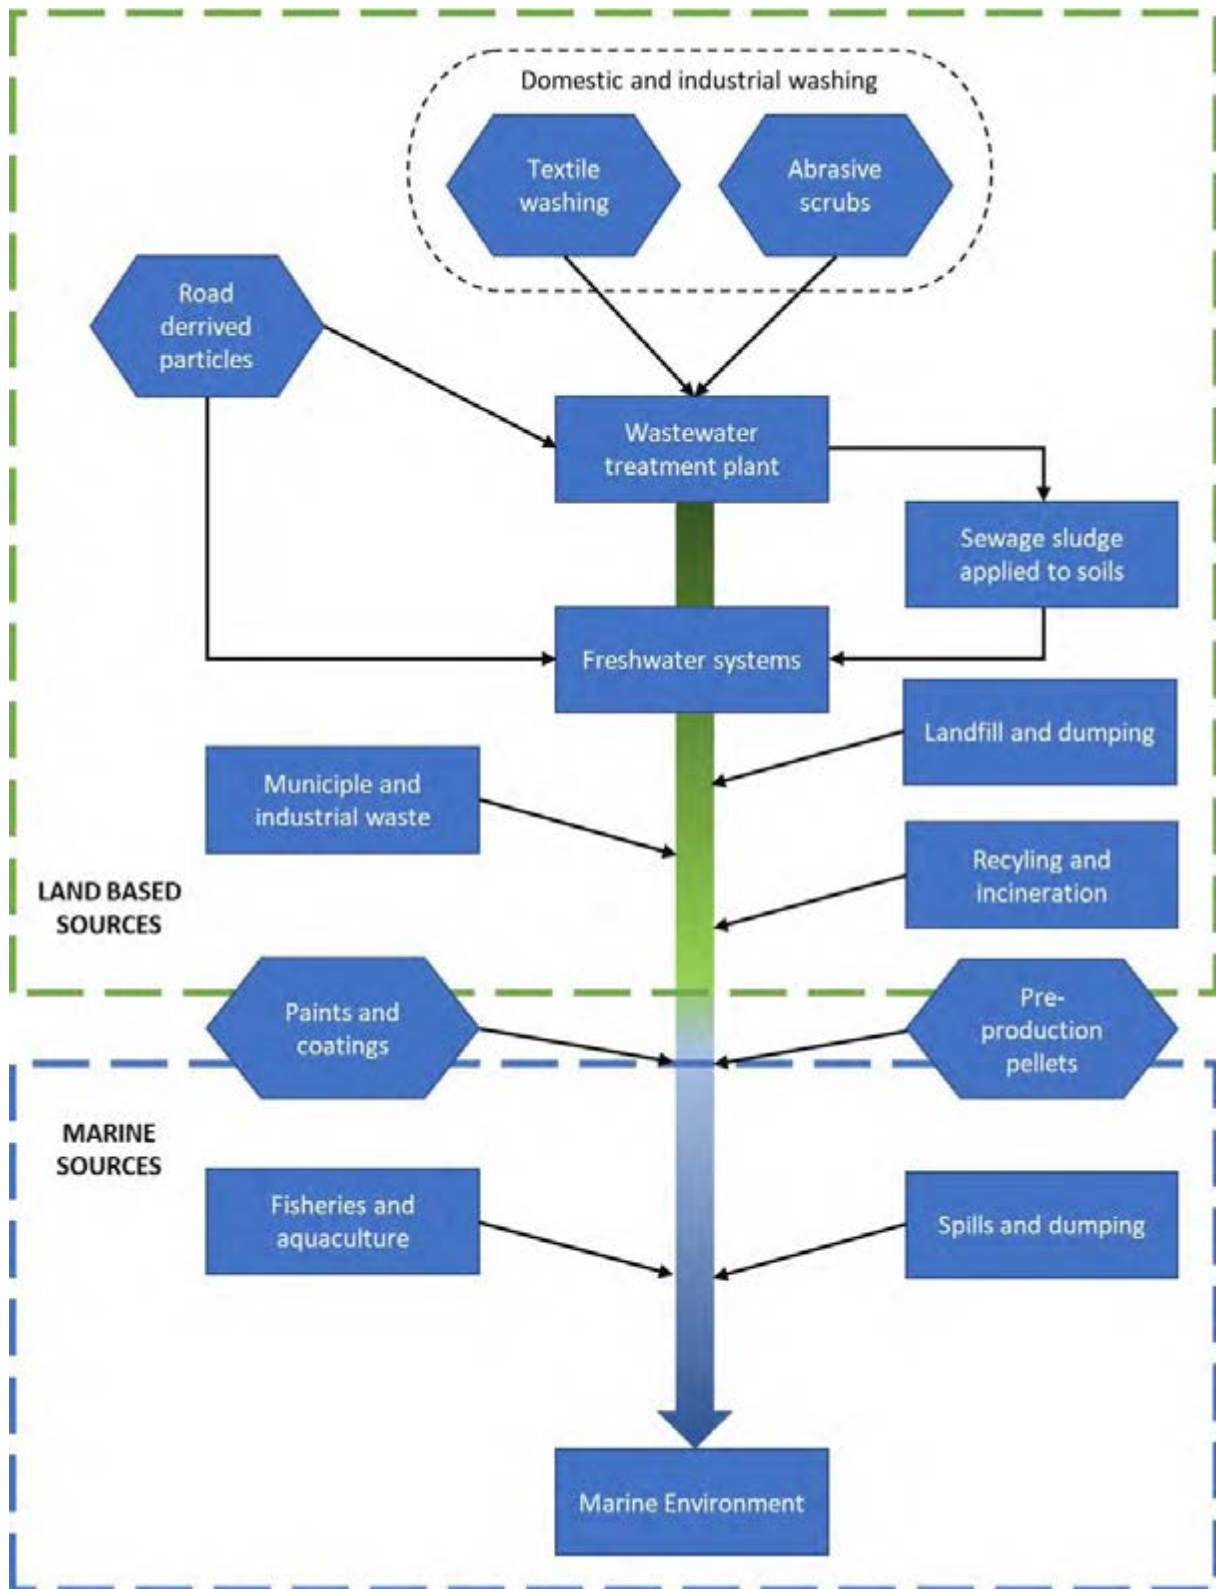 Domestic and industrial washing
Textile
washing
Abrasive
scrubs
Road
derrived
particles
Wastewater
treatment plant
Sewage sludge
applied to soils
Freshwater systems
Landfill and dumping
Municiple and
industrial waste
Recyling and
incineration
LAND BASED
SOURCES
Paints and
coatings
Pre-
production
pellets
MARINE
SOURCES
Fisheries and
aquaculture
Spills and dumping
Marine Environment